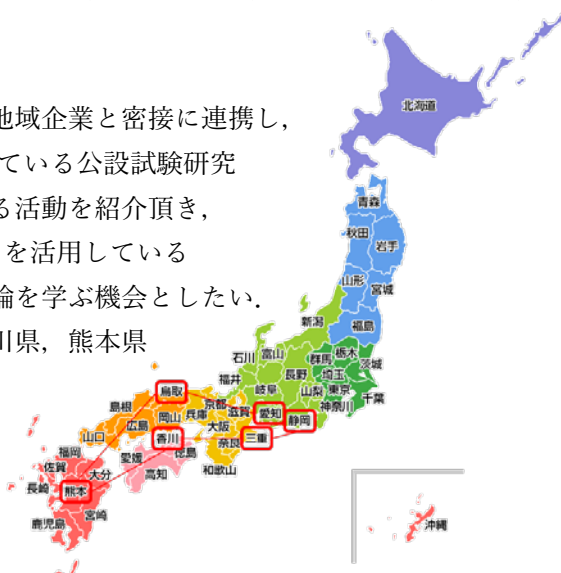 地域企業と密接に連携し,
ている公設試験研究
る活動を紹介頂き,
を活用している
論を学ぶ機会としたい.
川県, 熊本県
北海道
青森
秋田
岩手
山形
宮城
新潟
福島
石川 富山
群馬 栃木
茨城
福井
長野
埼玉
岐阜
山梨
東京
千葉
神奈川
鳥取
島根
京都
滋賀
愛知
静岡
岡山
兵庫
広島
大阪
山口
香川
徳島
奈良
三重
福岡
愛媛
高知
和歌山
佐賀
大分
長崎
熊本
宮崎
鹿児島
沖縄